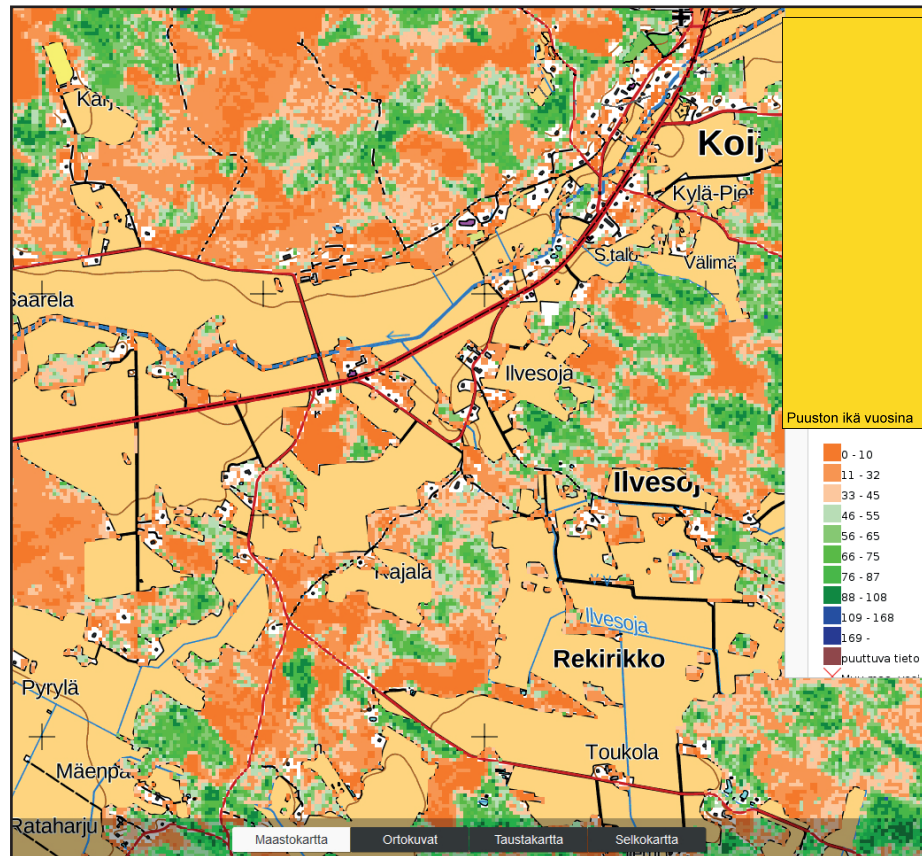 Karj
Koij
Kylä-Piet
S.talo
Välimä
Saarela
Ilvesoja
Puuston ikä vuosina
0 - 10
11 - 32
33 - 45
46 - 55
56 - 65
66 - 75
76 - 87
88 - 108
109 - 168
169 -
puuttuva tieto
Ilvesoj
Kajala
Ilvesoja
Rekirikko
Pyrylä
Toukola
Mäenpä
Rataharju
Maastokartta
Ortokuvat
Taustakartta
Selkokartta